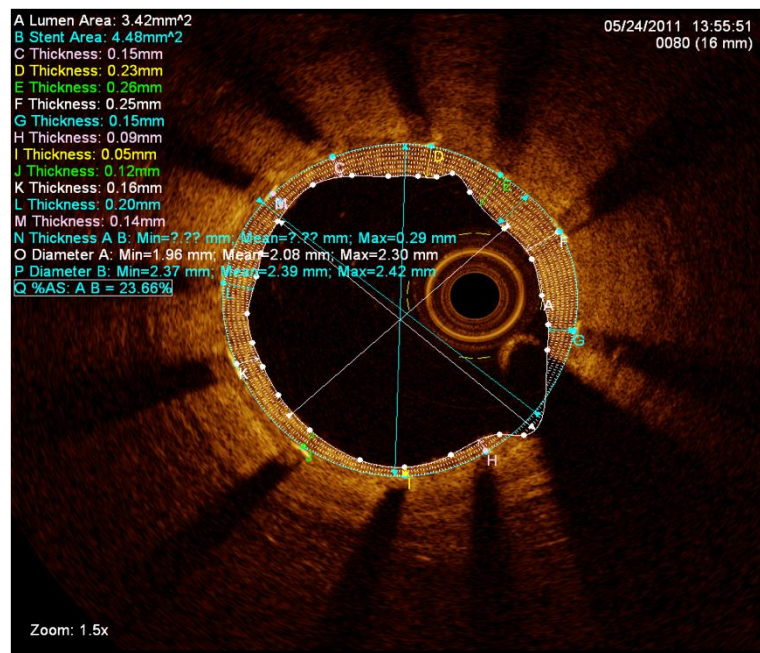 A Lumen Area: 3.42mm^2
B Stent Area: 4.48mm^2
C Thickness: 0.15mm
D Thickness: 0.23mm
E Thickness: 0.26mm
F Thickness: 0.25mm
G Thickness: 0.15mm
H Thickness: 0.09mm
I Thickness: 0.05mm
J Thickness: 0.12mm
K Thickness: 0.16mm
L Thickness: 0.20mm
M Thickness: 0.14mm
N Thickness A B: Min=?.?? mm; Mean=?.?? mm; Max=0.29 mm
O Diameter A: Min=1.96 mm; Mean=2.08 mm; Max=2.30 mm
P Diameter B: Min=2.37 mm; Mean=2.39 mm; Max=2.42 mm
Q %AS: A B = 23.66%
05/24/2011 13:55:51
0080 (16 mm)
C
D
E
M
F
L
A
G
K
J
H
I
Zoom: 1.5x